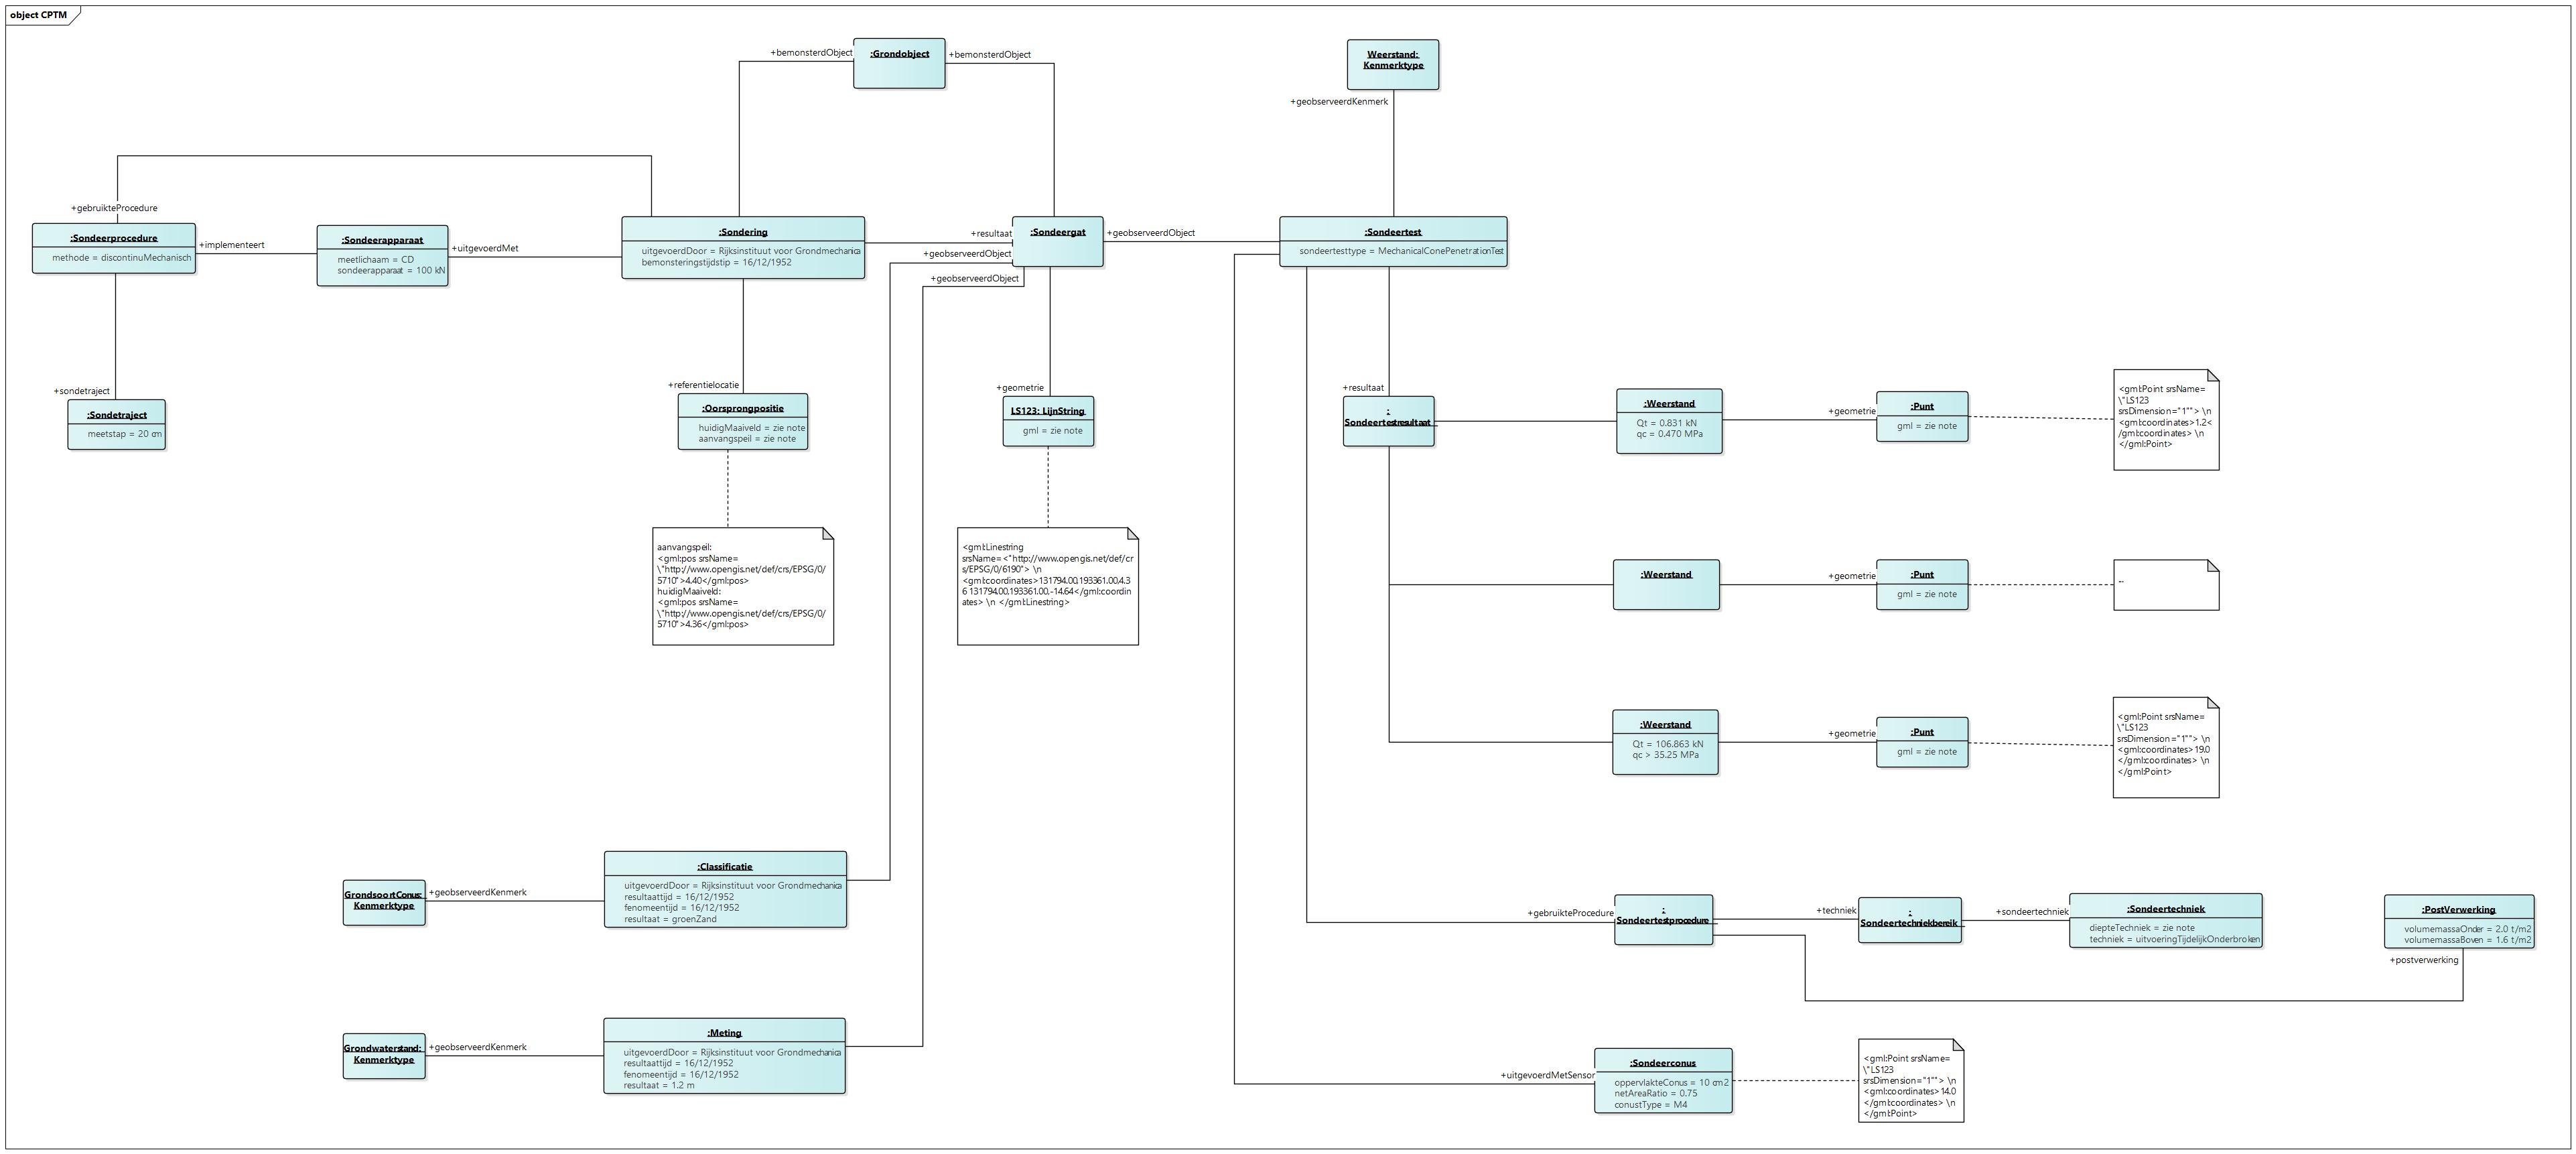 object CPTM
+bemonsterdObject
:Grondobject
+bemonsterdObject
Weerstand:
Kenmerktype
+geobserveerdKenmerk
+gebruikteProcedure
:Sondeerprocedure
methode = discontinuMechanisch
+implementeert
:Sondeerapparaat
meetlichaam = CD
sondeerapparaat = 100 kN
+uitgevoerdMet
:Sondering
uitgevoerdDoor = Rijksinstituut voor Grondmechanica
bemonsteringstijdstip = 16/12/1952
+resultaat
+geobserveerdObject
+geobserveerdObject
:Sondeergat
+geobserveerdObject
:Sondeertest
sondeertesttype = MechanicalConePenetrationTest
+sondetraject
:Sondetraject
meetstap = 20 cm
+referentielocatie
:Oorsprongpositie
huidigMaaiveld = zie note
aanvangspeil = zie note
+geometrie
LS123: LijnString
gml = zie note
+resultaat
:
Sondeertestresultaat
:Weerstand
Qt = 0.831 kN
qc = 0.470 MPa
+geometrie
:Punt
gml = zie note
<gml:Point srsName=
\"LS123
srsDimension="1""> \n
<gml:coordinates>1.2<
/gml:coordinates> \n
</gml:Point>
aanvangspeil:
<gml:pos srsName=
\"http://www.opengis.net/def/crs/EPSG/0/
5710">4.40</gml:pos>
huidigMaaiveld:
<gml:pos srsName=
\"http://www.opengis.net/def/crs/EPSG/0/
5710">4.36</gml:pos>
<gml:Linestring
srsName=<"http://www.opengis.net/def/cr
s/EPSG/0/6190"> \n
<gml:coordinates>131794.00,193361.00,4.3
6 131794.00,193361.00,-14.64</gml:coordin
ates> \n </gml:Linestring>
:Weerstand
+geometrie
:Punt
gml = zie note
...
:Weerstand
Qt = 106.863 kN
qc > 35.25 MPa
+geometrie
:Punt
gml = zie note
<gml:Point srsName=
\"LS123
srsDimension="1""> \n
<gml:coordinates>19.0
</gml:coordinates> \n
</gml:Point>
GrondsoortConus:
Kenmerktype
+geobserveerdKenmerk
:Classificatie
uitgevoerdDoor = Rijksinstituut voor Grondmechanica
resultaattijd = 16/12/1952
fenomeentijd = 16/12/1952
resultaat = groenZand
+gebruikteProcedure
:
Sondeertestprocedure
+techniek
:
Sondeertechniekbereik
+sondeertechniek
:Sondeertechniek
diepteTechniek = zie note
techniek = uitvoeringTijdelijkOnderbroken
:PostVerwerking
volumemassaOnder = 2.0 t/m2
volumemassaBoven = 1.6 t/m2
+postverwerking
Grondwaterstand:
Kenmerktype
+geobserveerdKenmerk
:Meting
uitgevoerdDoor = Rijksinstituut voor Grondmechanica
resultaattijd = 16/12/1952
fenomeentijd = 16/12/1952
resultaat = 1.2 m
+uitgevoerdMetSensor
:Sondeerconus
oppervlakteConus = 10 cm2
netAreaRatio = 0.75
conustType = M4
<gml:Point srsName=
\"LS123
srsDimension="1""> \n
<gml:coordinates>14.0
</gml:coordinates> \n
</gml:Point>